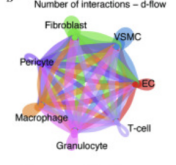 Number of interactions – d-flow
Fibroblast
VSMC
Pericyte
EC
Macrophage
T-cell
Granulocyte